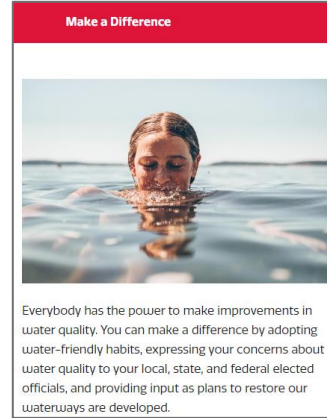 Make a Difference
Everybody has the power to make improvements in
water quality. You can make a difference by adopting
water-friendly habits, expressing your concerns about
water quality to your local, state, and federal elected
officials, and providing input as plans to restore our
waterways are developed.